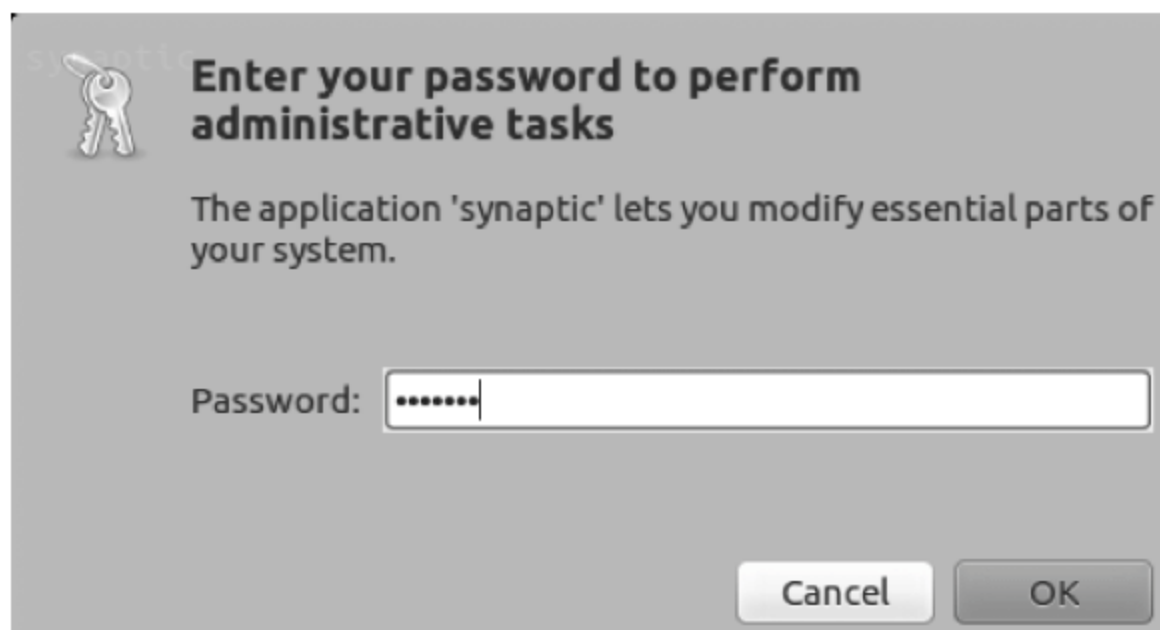 synaptic
Enter your password to perform
administrative tasks
The application 'synaptic' lets you modify essential parts of
your system.
Password: •••••••
Cancel OK